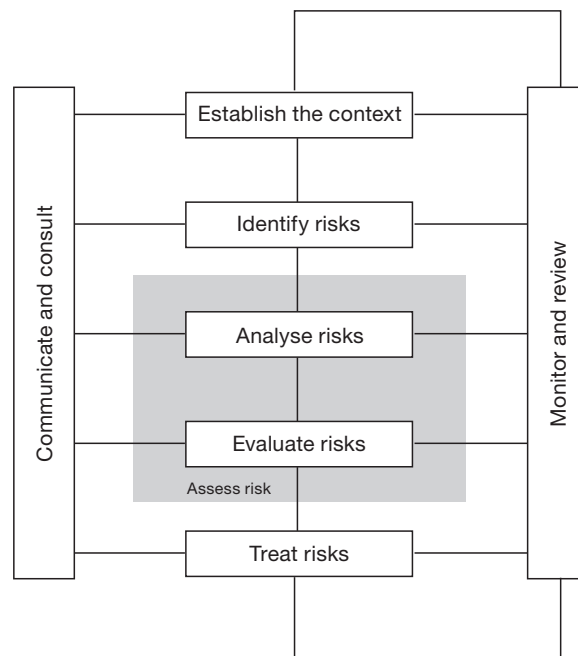 Establish the context
Communicate and consult
Monitor and review
Identify risks
Analyse risks
Evaluate risks
Assess risk
Treat risks